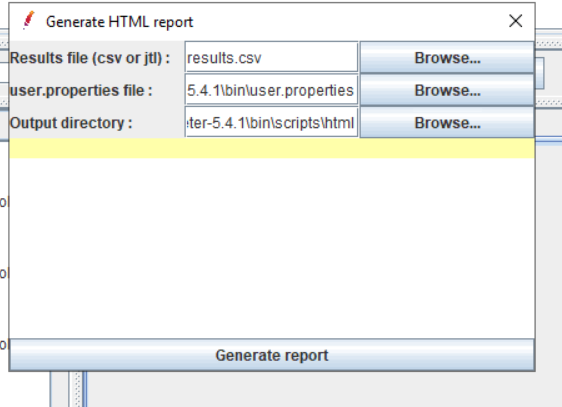 Generate HTML report
Results file (csv or jtl) : results.csv Browse...
user.properties file : 5.4.1\bin\user.properties Browse...
Output directory : ter-5.4.1\bin\scripts\html Browse...
Generate report